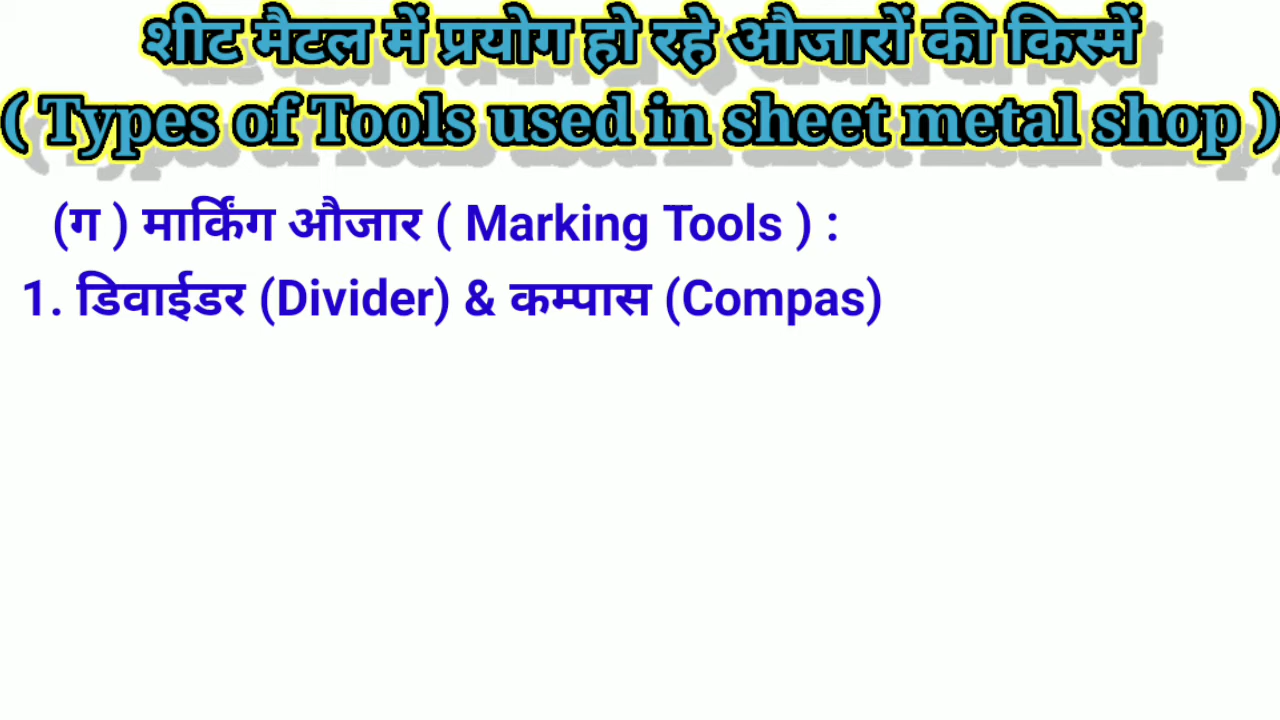 शीट मैटल में प्रयोग हो रहे औजारों की किस्में
( Types of Tools used in sheet metal shop )
(ग ) मार्किंग औजार ( Marking Tools ) :
1. डिवाईडर (Divider) & कम्पास (Compas)